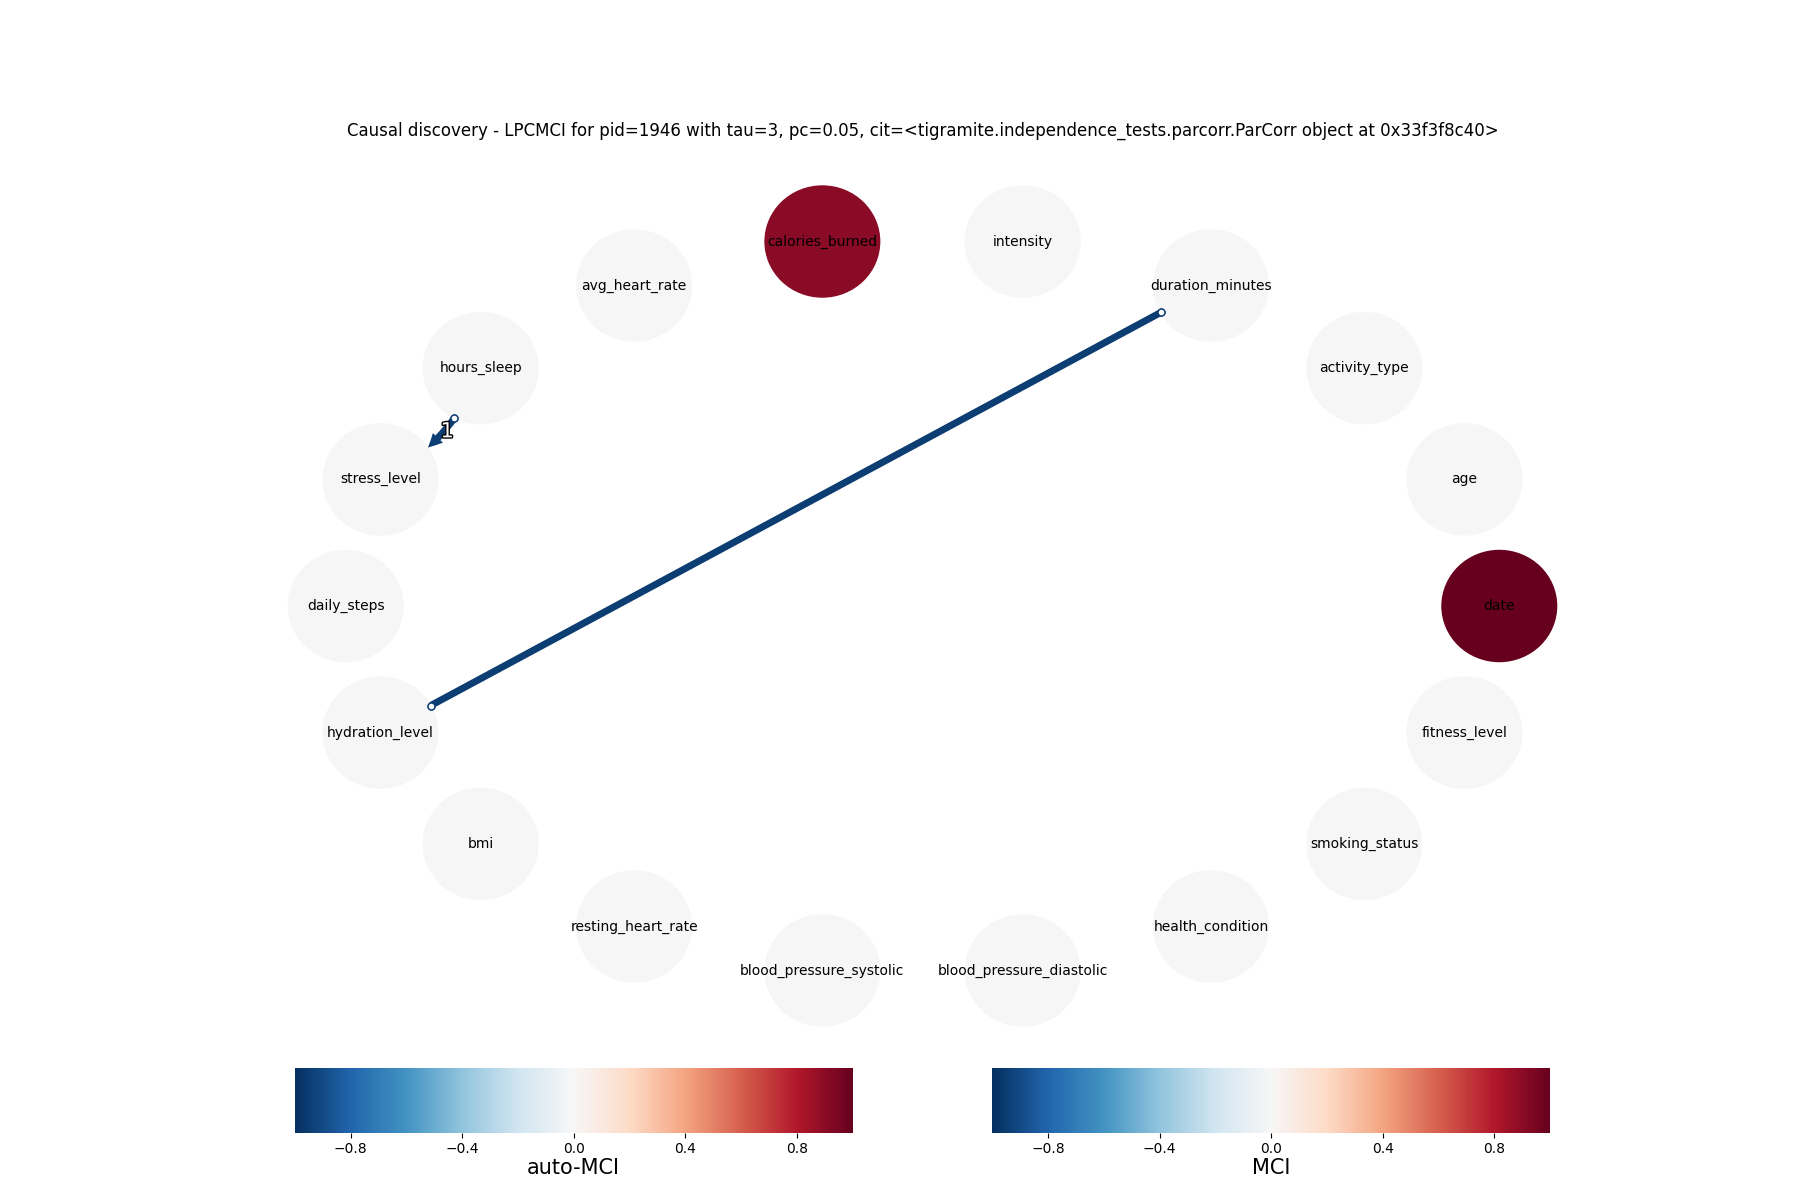 Causal discovery - LPCMCI for pid=1946 with tau=3, pc=0.05, cit=<tigramite.independence_tests.parcorr.ParCorr object at 0x33f3f8c40>
calories_burned
intensity
avg_heart_rate
duration_minutes
hours_sleep
activity_type
1
stress_level
age
daily_steps
date
hydration_level
fitness_level
bmi
smoking_status
resting_heart_rate
health_condition
blood_pressure_systolic
blood_pressure_diastolic
−0.8 −0.4 0.0 0.4 0.8
auto-MCI
−0.8 −0.4 0.0 0.4 0.8
MCI